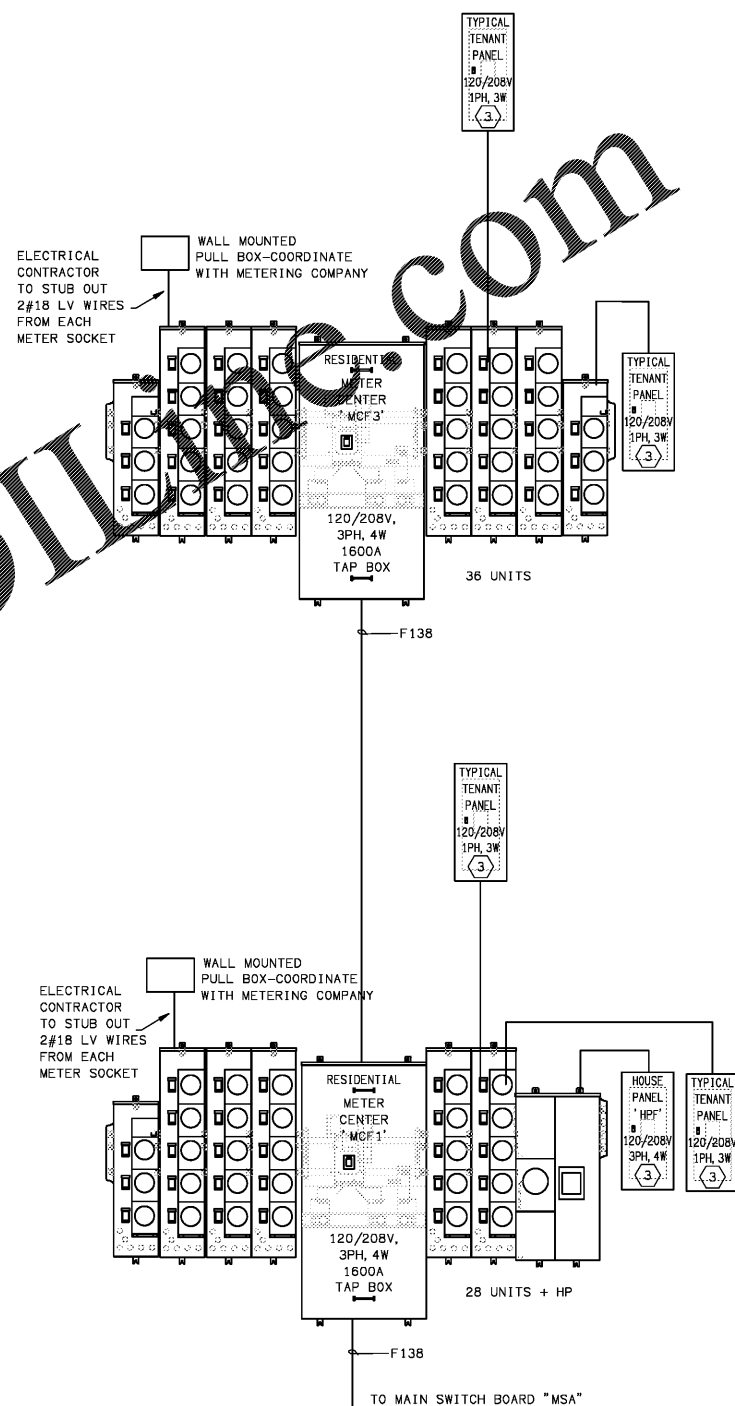 TYPICAL
TENANT
PANEL
120/208V
1PH, 3W
3
WALL MOUNTED
PULL BOX-COORDINATE
WITH METERING COMPANY
ELECTRICAL
CONTRACTOR
TO STUB OUT
2#18 LV WIRES
FROM EACH
METER SOCKET
RESIDENTIAL
METER
CENTER
'MCF3'
120/208V,
3PH, 4W
1600A
TAP BOX
TYPICAL
TENANT
PANEL
120/208V
1PH, 3W
3
36 UNITS
F138
TYPICAL
TENANT
PANEL
120/208V
1PH, 3W
3
WALL MOUNTED
PULL BOX-COORDINATE
WITH METERING COMPANY
ELECTRICAL
CONTRACTOR
TO STUB OUT
2#18 LV WIRES
FROM EACH
METER SOCKET
RESIDENTIAL
METER
CENTER
'MCF1'
120/208V,
3PH, 4W
1600A
TAP BOX
HOUSE
PANEL
'HPF'
120/208V
3PH, 4W
3
TYPICAL
TENANT
PANEL
120/208V
1PH, 3W
3
28 UNITS + HP
F138
TO MAIN SWITCH BOARD "MSA"